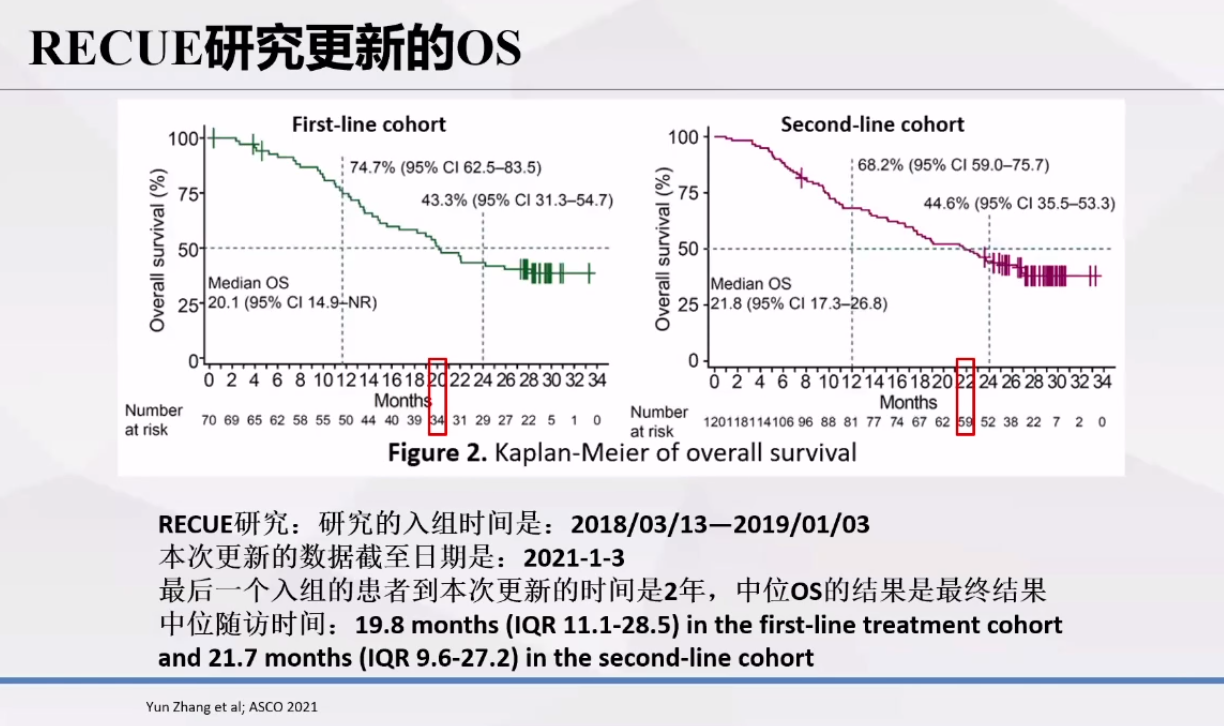 RECUE研究更新的OS
First-line cohort
100
75
50
25
0
Overall survival (%)
74.7% (95% CI 62.5–83.5)
43.3% (95% CI 31.3–54.7)
Median OS
20.1 (95% CI 14.9–NR)
0 2 4 6 8 10 12 14 16 18 20 22 24 26 28 30 32 34
Months
Number
at risk
70 69 65 62 58 55 50 44 40 39 34 31 29 27 22 5 1 0
Second-line cohort
100
75
50
25
0
Overall survival (%)
68.2% (95% CI 59.0–75.7)
44.6% (95% CI 35.5–53.3)
Median OS
21.8 (95% CI 17.3–26.8)
0 2 4 6 8 10 12 14 16 18 20 22 24 26 28 30 32 34
Months
Number
at risk
120 118 114 106 96 88 81 77 74 67 62 59 52 38 22 7 2 0
Figure 2. Kaplan-Meier of overall survival
RECUE研究：研究的入组时间是：2018/03/13—2019/01/03
本次更新的数据截至日期是：2021-1-3
最后一个入组的患者到本次更新的时间是2年，中位OS的结果是最终结果
中位随访时间：19.8 months (IQR 11.1-28.5) in the first-line treatment cohort
and 21.7 months (IQR 9.6-27.2) in the second-line cohort
Yun Zhang et al; ASCO 2021